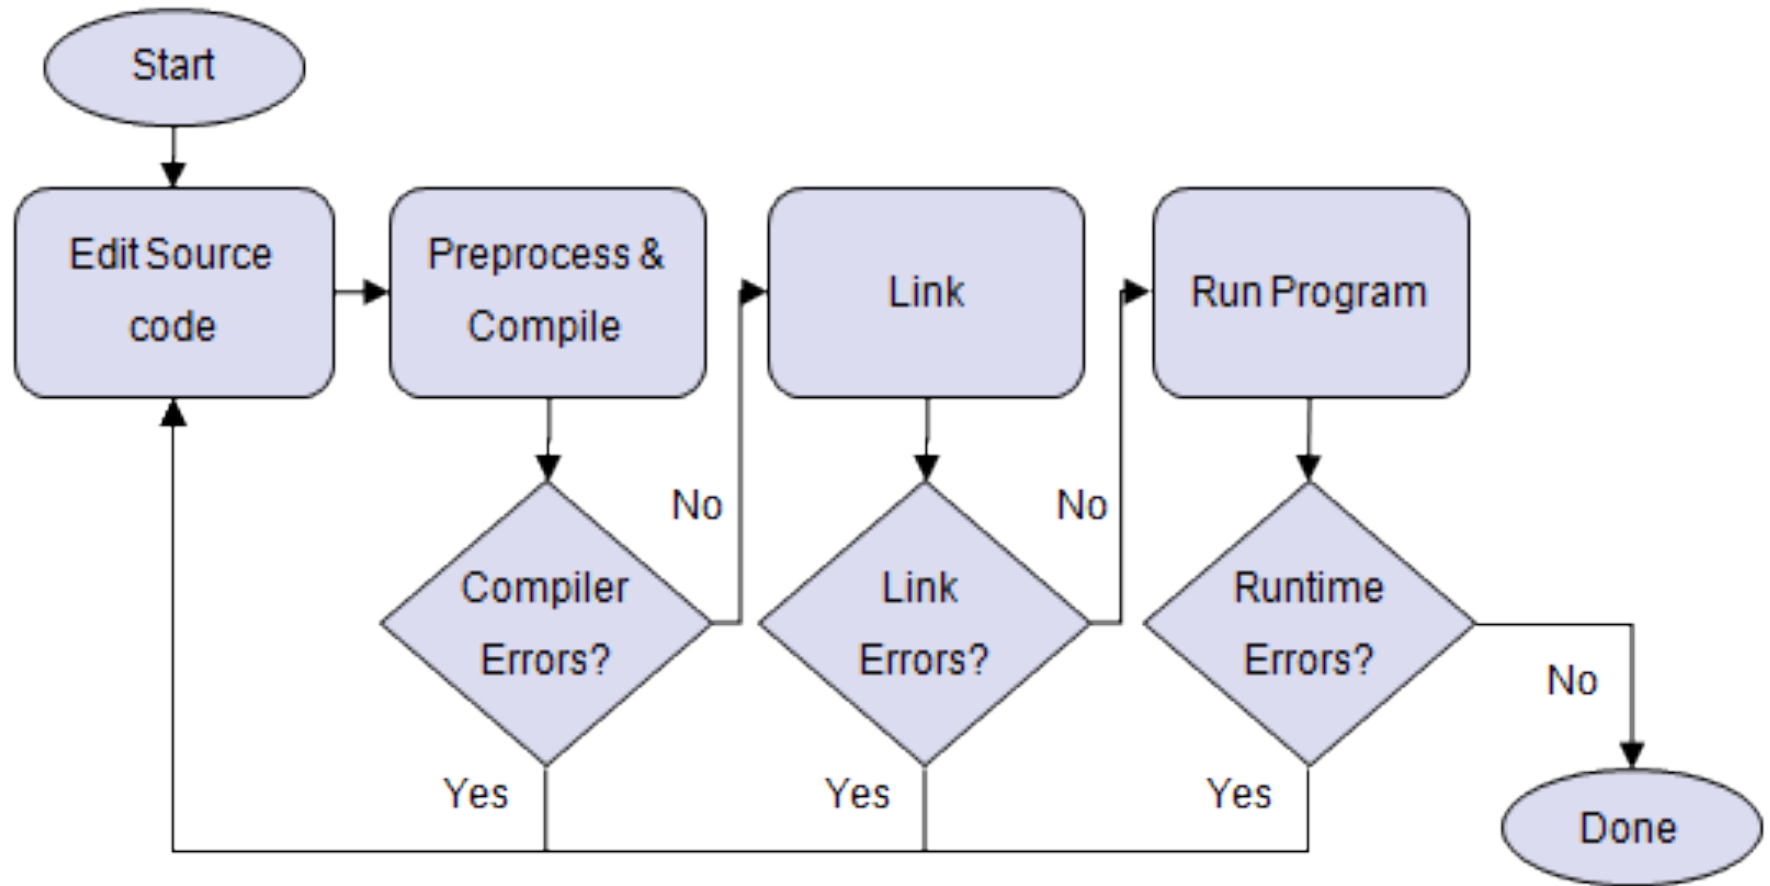 Start
Edit Source
code
Preprocess &
Compile
Link
Run Program
No
No
Compiler
Errors?
Link
Errors?
Runtime
Errors?
No
Yes
Yes
Yes
Done